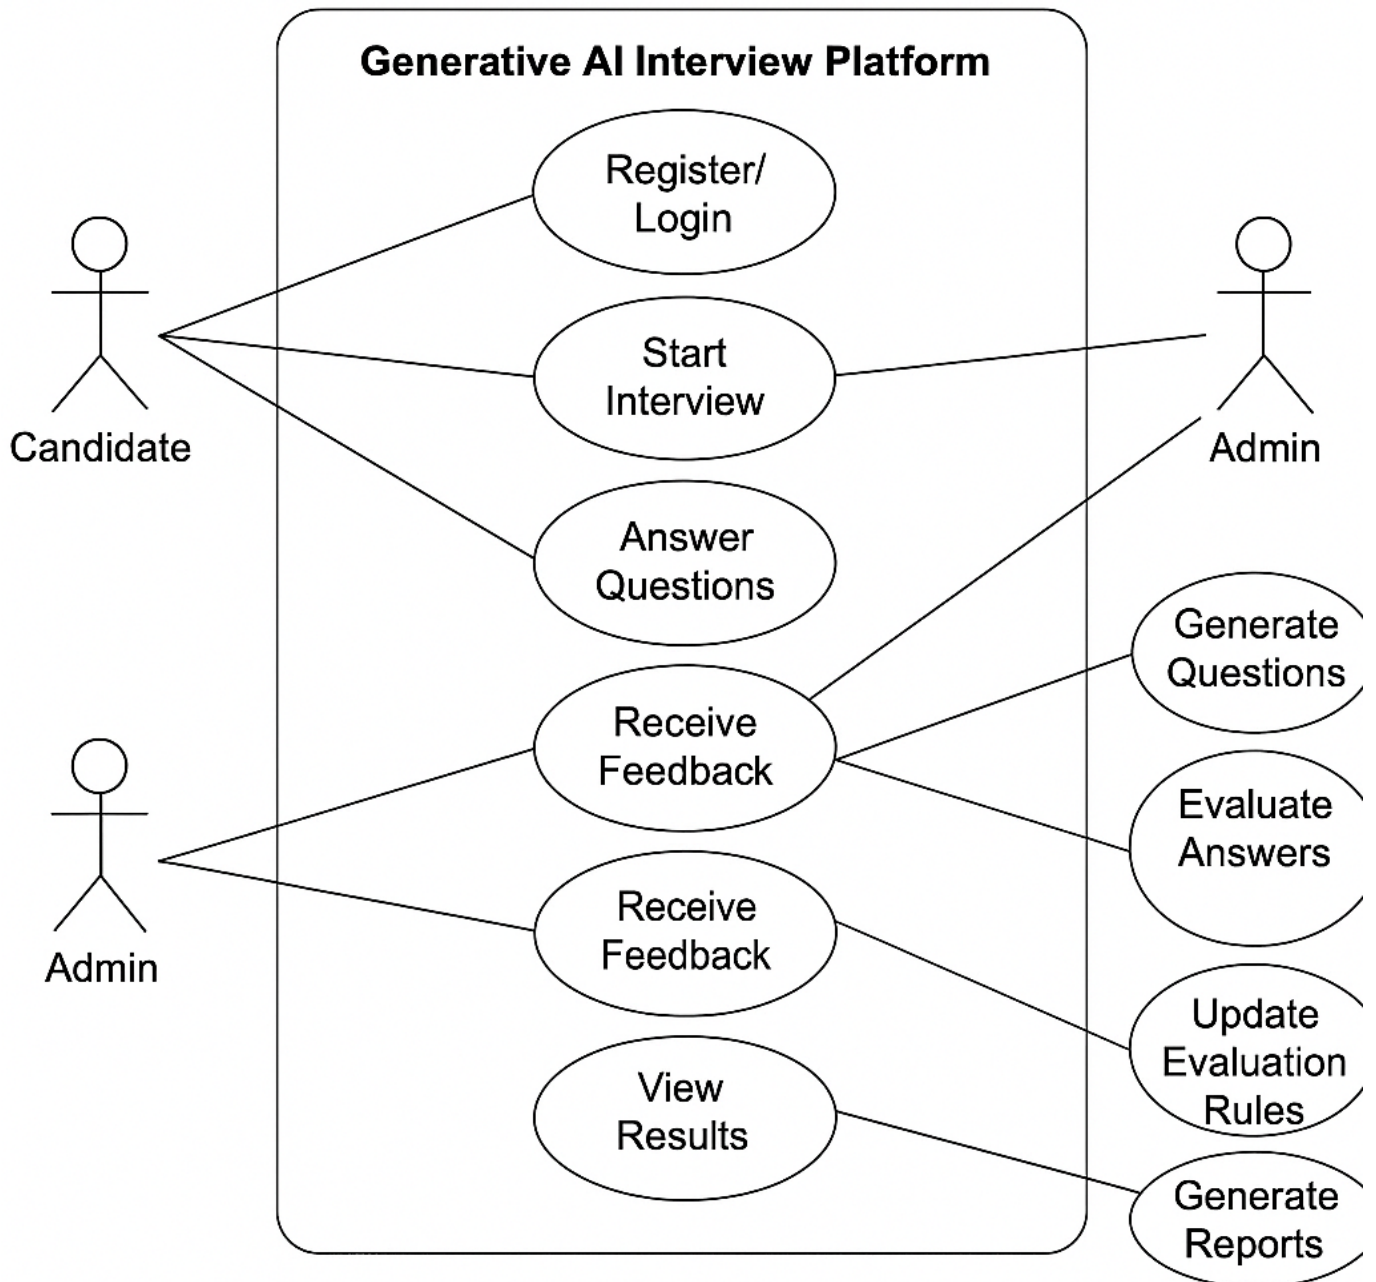 Generative AI Interview Platform
Register/
Login
Start
Interview
Answer
Questions
Receive
Feedback
Receive
Feedback
View
Results
Candidate
Admin
Admin
Generate
Questions
Evaluate
Answers
Update
Evaluation
Rules
Generate
Reports